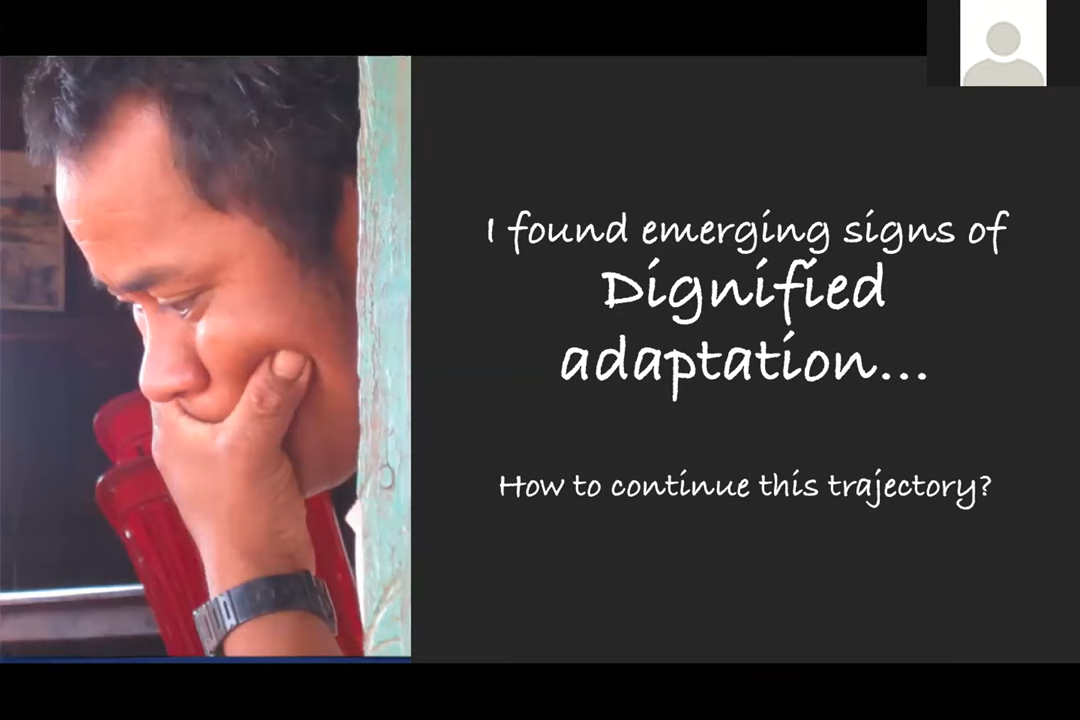 I found emerging signs of
Dignified
adaptation...
How to continue this trajectory?